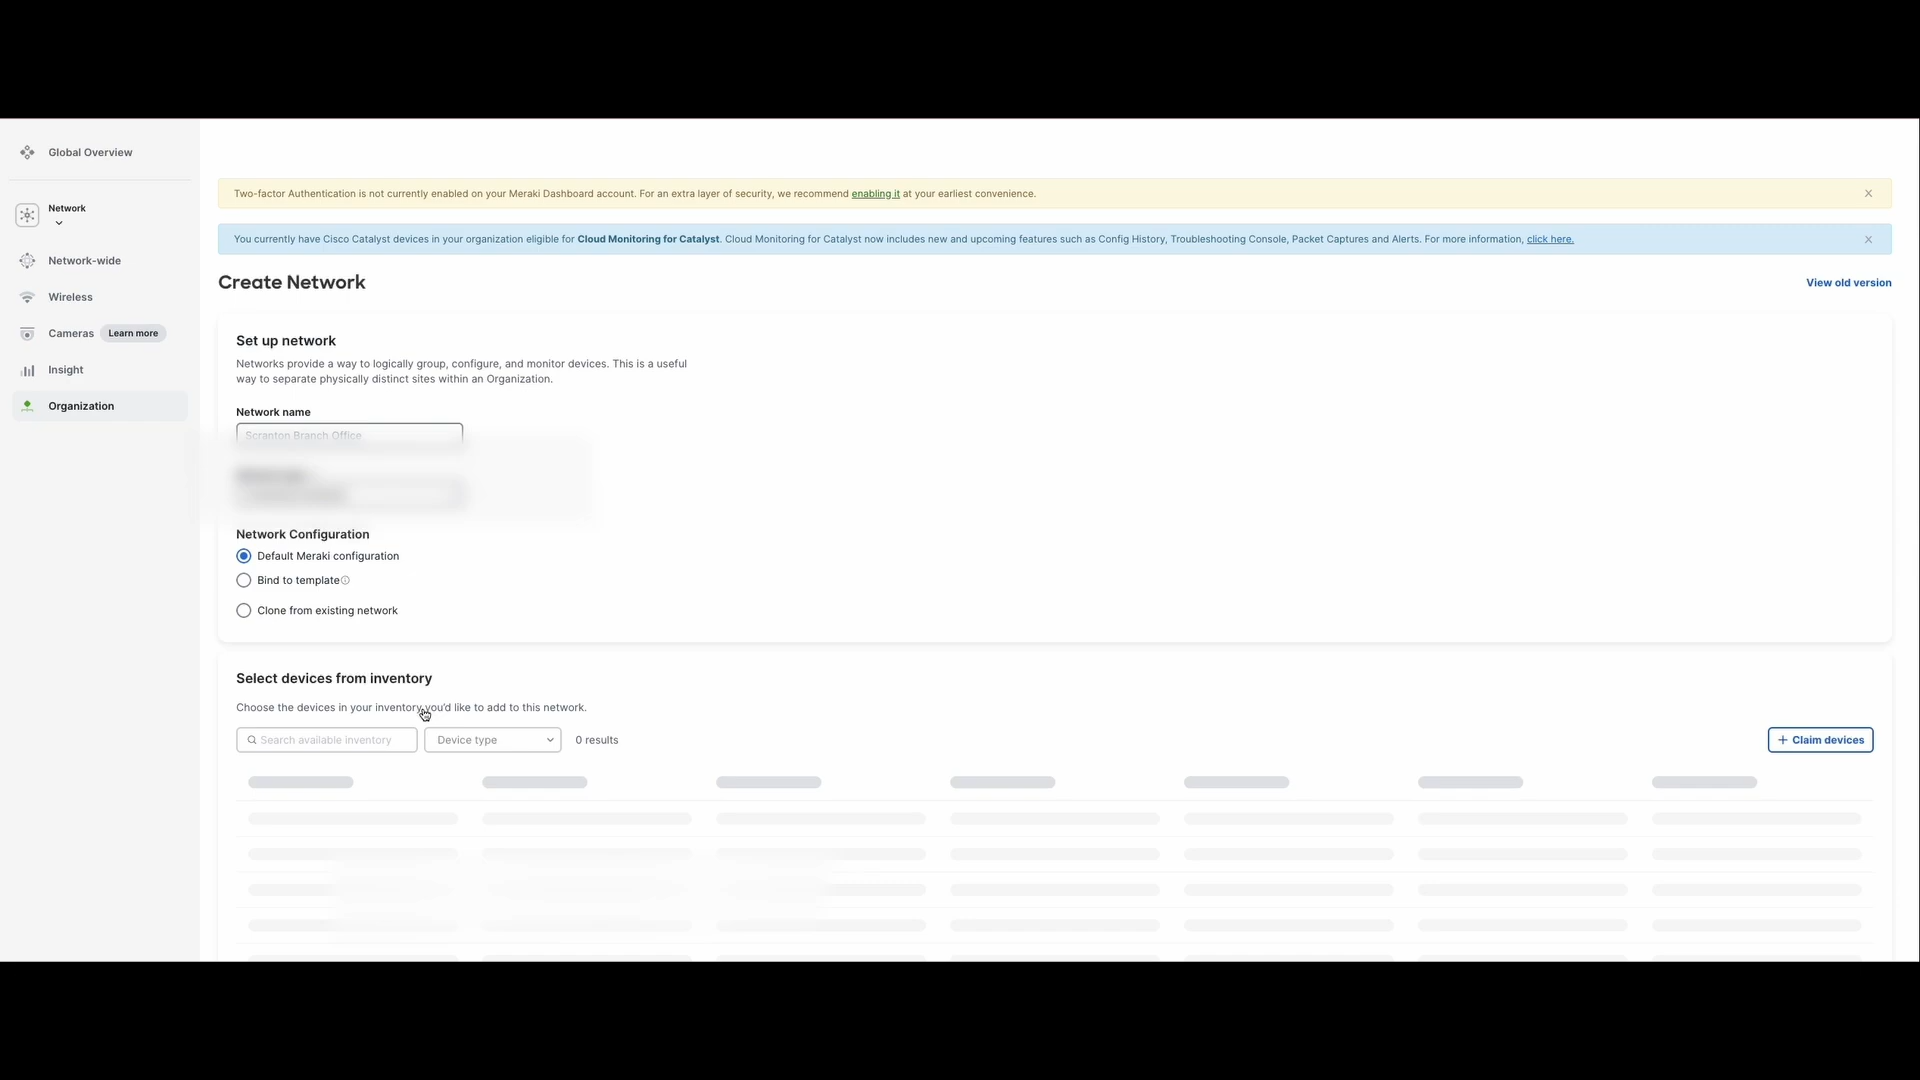 Global Overview
Network
Network-wide
Wireless
Cameras Learn more
Insight
Organization
Two-factor Authentication is not currently enabled on your Meraki Dashboard account. For an extra layer of security, we recommend enabling it at your earliest convenience.
You currently have Cisco Catalyst devices in your organization eligible for Cloud Monitoring for Catalyst. Cloud Monitoring for Catalyst now includes new and upcoming features such as Config History, Troubleshooting Console, Packet Captures and Alerts. For more information, click here.
Create Network
View old version
Set up network
Networks provide a way to logically group, configure, and monitor devices. This is a useful
way to separate physically distinct sites within an Organization.
Network name
Scranton Branch Office
Network Configuration
Default Meraki configuration
Bind to template
Clone from existing network
Select devices from inventory
Choose the devices in your inventory you'd like to add to this network.
Search available inventory
Device type
0 results
+ Claim devices